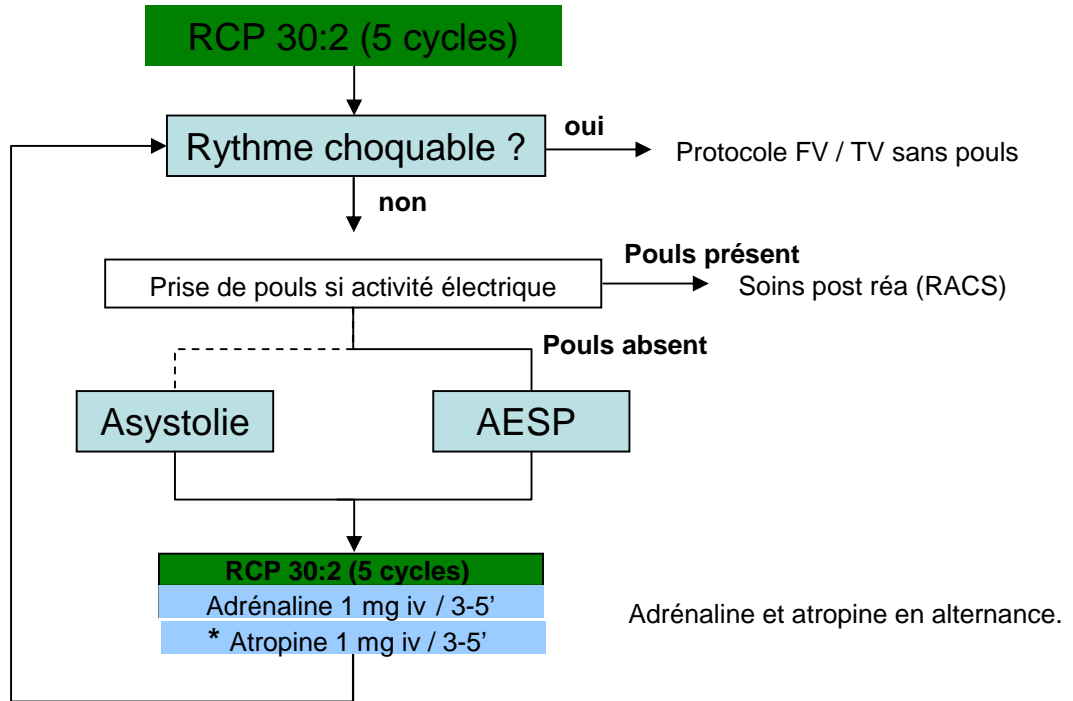 RCP 30:2 (5 cycles)
Rythme choquable ?
oui
Protocole FV / TV sans pouls
non
Pouls présent
Prise de pouls si activité électrique
Soins post réa (RACS)
Pouls absent
Asystolie
AESP
RCP 30:2 (5 cycles)
Adrénaline 1 mg iv / 3-5’
* Atropine 1 mg iv / 3-5’
Adrénaline et atropine en alternance.